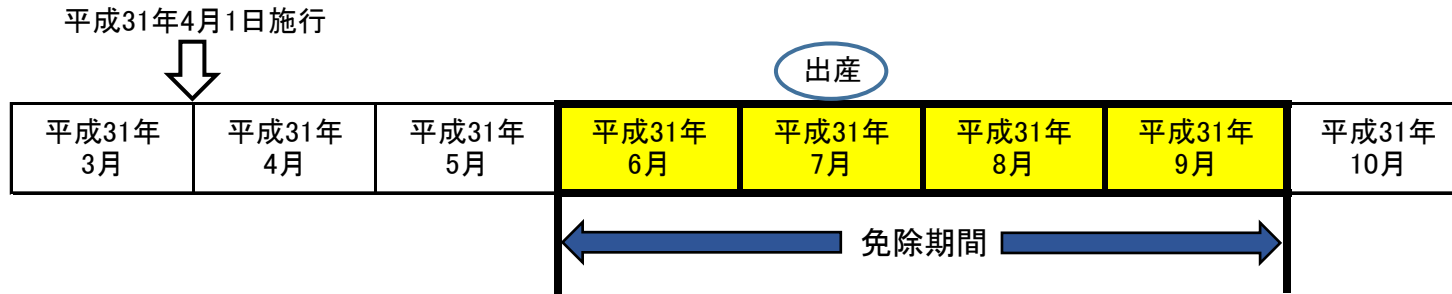 平成31年4月1日施行
出産
平成31年 平成31年 平成31年 平成31年 平成31年 平成31年 平成31年 平成31年
3月 4月 5月 6月 7月 8月 9月 10月
免除期間